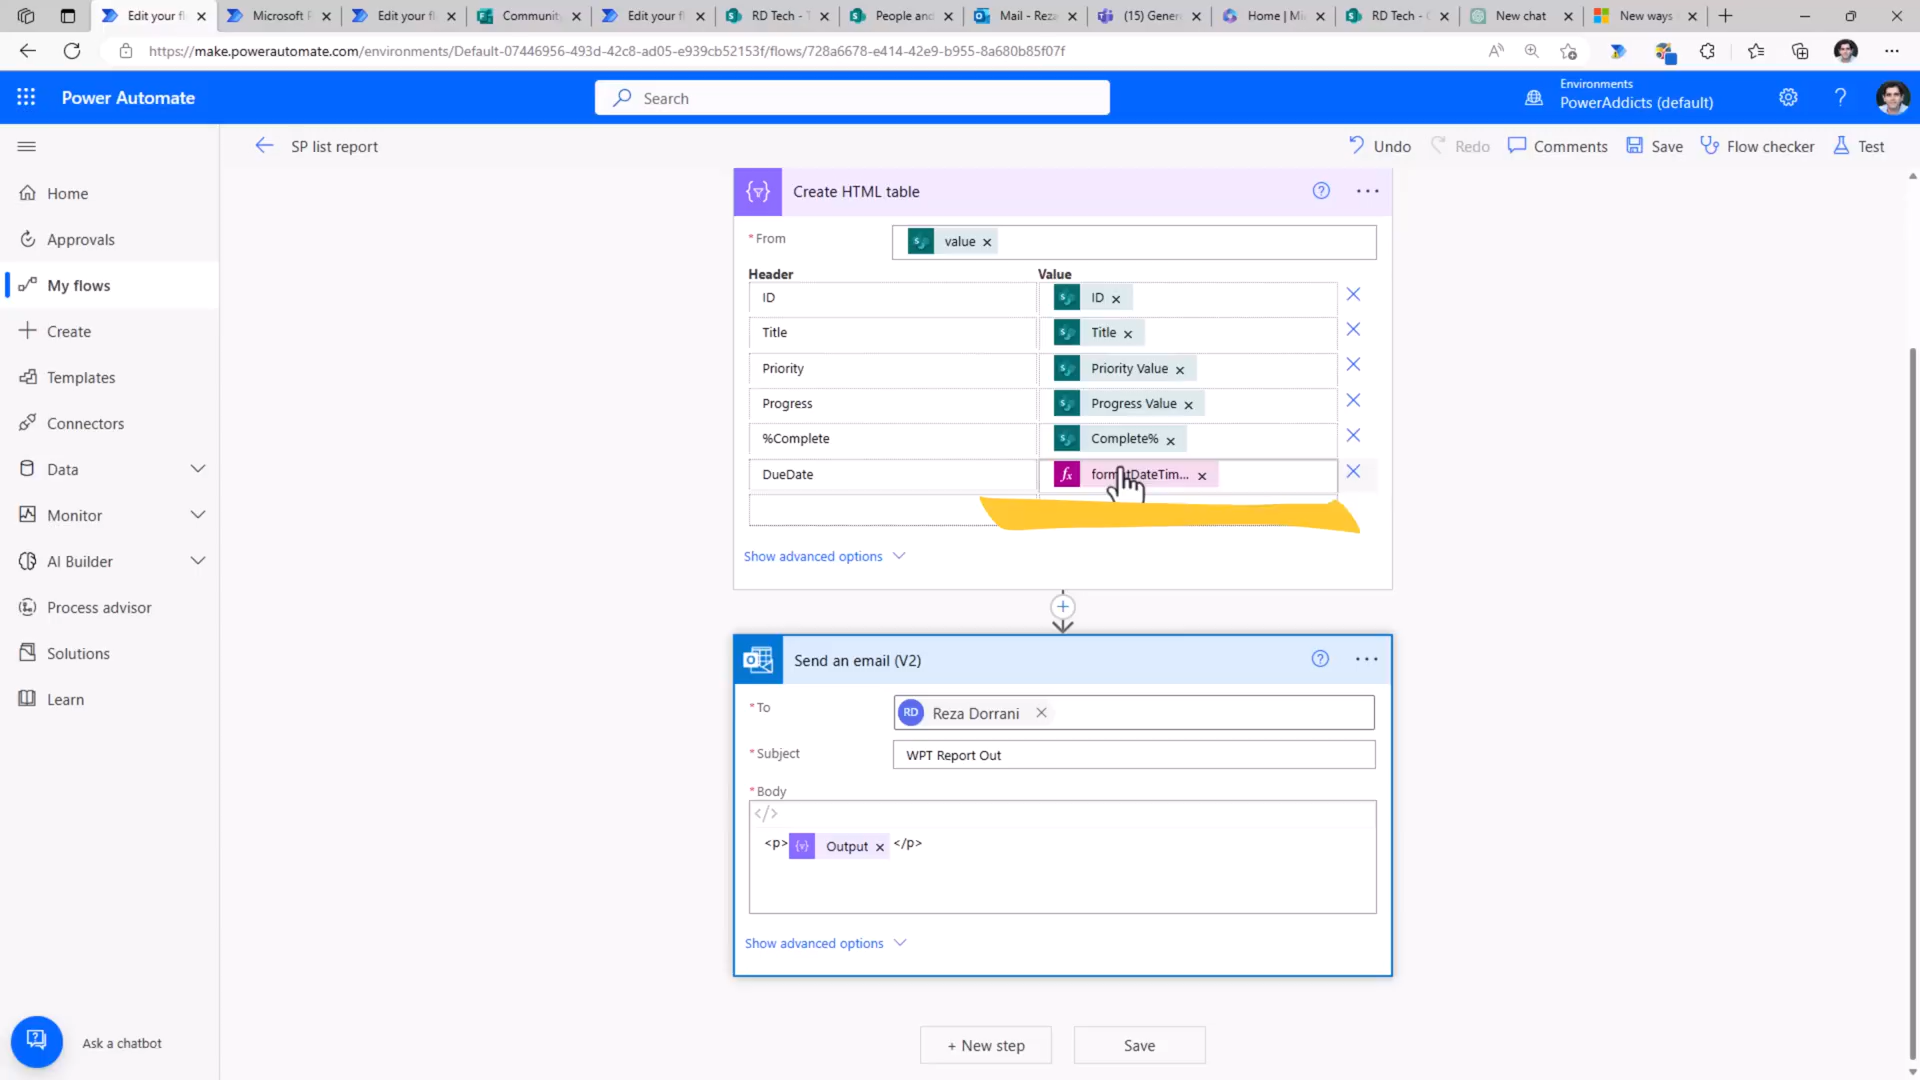 Edit your fl
Microsoft P
Edit your fl
Communit
Edit your fl
RD Tech - T
People and
Mail - Reza
(15) Gener
Home | Mi
RD Tech -
New chat
New ways
https://make.powerautomate.com/environments/Default-07446956-493d-42c8-ad05-e939cb52153f/flows/728a6678-e414-42e9-b955-8a680b85f07f
Power Automate
Search
Environments
PowerAddicts (default)
SP list report
Undo
Redo
Comments
Save
Flow checker
Test
Home
Approvals
My flows
Create
Templates
Connectors
Data
Monitor
AI Builder
Process advisor
Solutions
Learn
Ask a chatbot
Create HTML table
* From
value
Header Value
ID ID
Title Title
Priority Priority Value
Progress Progress Value
%Complete Complete%
DueDate fx formatDateTim...
Show advanced options
Send an email (V2)
* To
RD Reza Dorrani
* Subject
WPT Report Out
* Body
</>
<p> Output </p>
Show advanced options
+ New step
Save